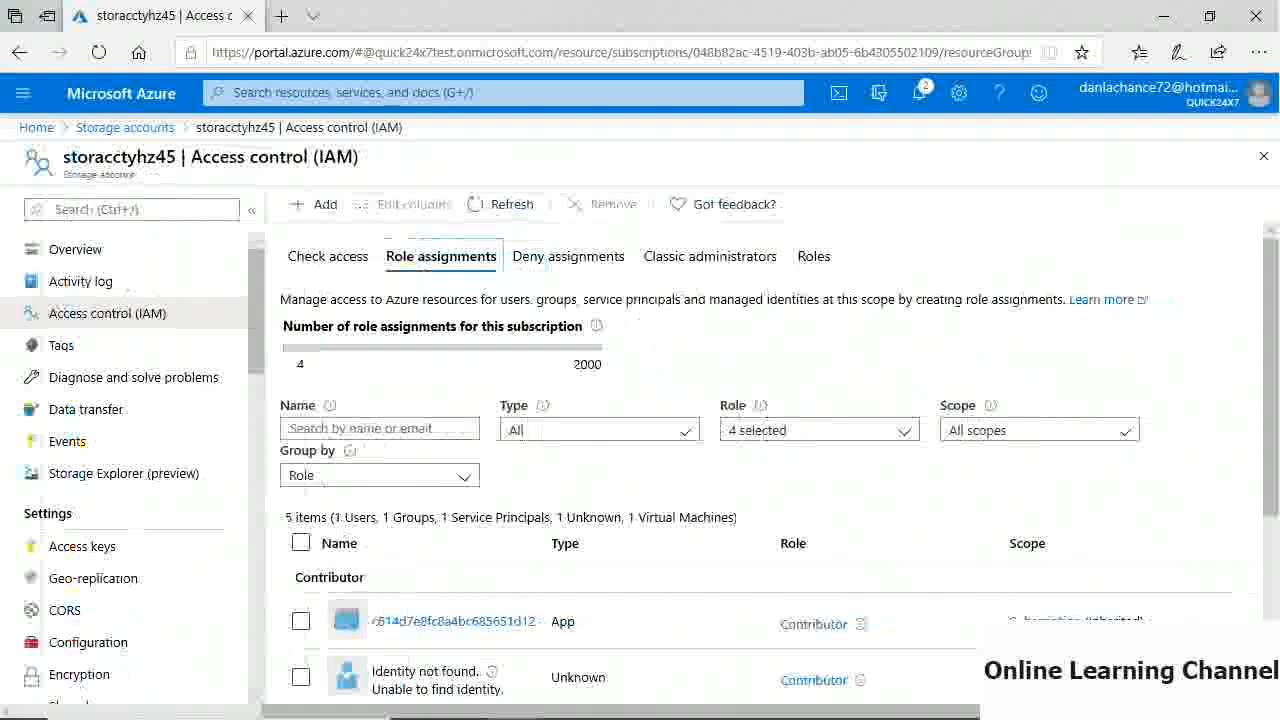 storacctyhz45 | Access c
https://portal.azure.com/#@quick24x7test.onmicrosoft.com/resource/subscriptions/048b82ac-4519-403b-ab05-6b4305502109/resourceGroup:
Microsoft Azure
Search resources, services, and docs (G+/)
2
danlachance72@hotmai...
QUICK24X7
Home > Storage accounts > storacctyhz45 | Access control (IAM)
storacctyhz45 | Access control (IAM)
Storage account
Search (Ctrl+/)
Overview
Activity log
Access control (IAM)
Tags
Diagnose and solve problems
Data transfer
Events
Storage Explorer (preview)
Settings
Access keys
Geo-replication
CORS
Configuration
Encryption
Add
Edit columns
Refresh
Remove
Got feedback?
Check access
Role assignments
Deny assignments
Classic administrators
Roles
Manage access to Azure resources for users, groups, service principals and managed identities at this scope by creating role assignments. Learn more
Number of role assignments for this subscription
4
2000
Name
Search by name or email
Type
All
Role
4 selected
Scope
All scopes
Group by
Role
5 items (1 Users, 1 Groups, 1 Service Principals, 1 Unknown, 1 Virtual Machines)
Name Type Role Scope
Contributor
App Contributor (Inherited)
Identity not found.
Unable to find identity.
Unknown Contributor
Online Learning Channel